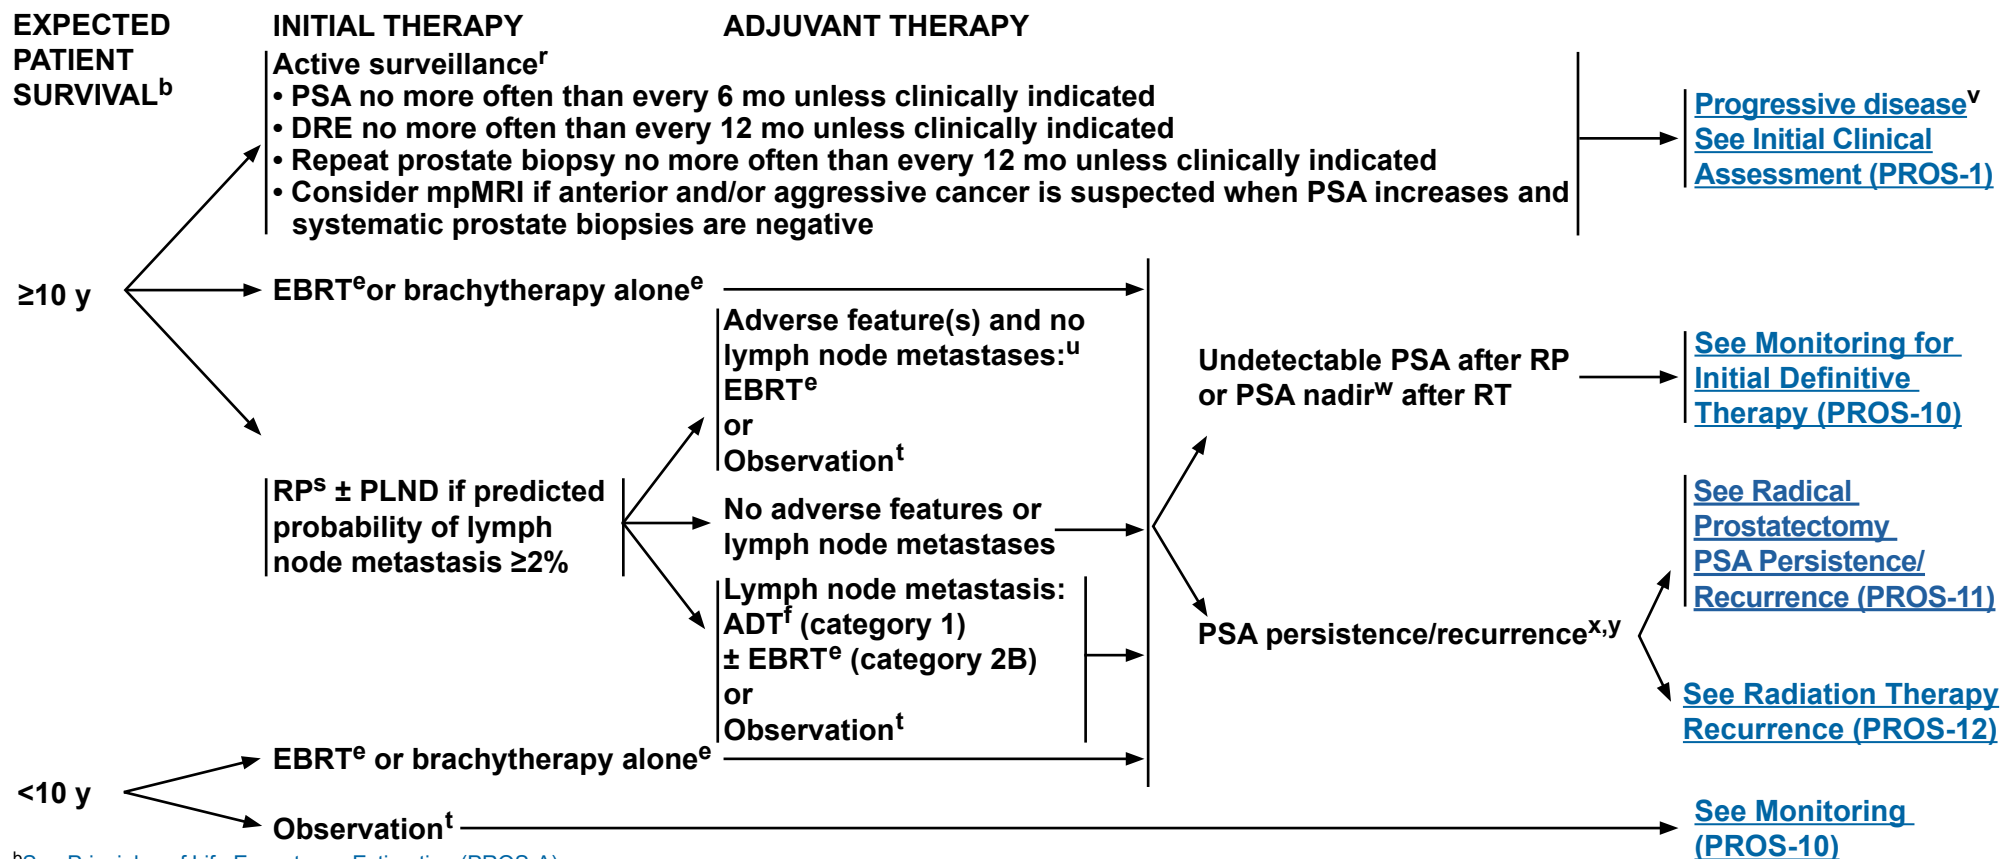 EXPECTED
PATIENT
SURVIVALb
INITIAL THERAPY
ADJUVANT THERAPY
Active surveillancer
• PSA no more often than every 6 mo unless clinically indicated
• DRE no more often than every 12 mo unless clinically indicated
• Repeat prostate biopsy no more often than every 12 mo unless clinically indicated
• Consider mpMRI if anterior and/or aggressive cancer is suspected when PSA increases and
systematic prostate biopsies are negative
Progressive diseasev
See Initial Clinical
Assessment (PROS-1)
≥10 y
EBRTeor brachytherapy alonee
RPs ± PLND if predicted
probability of lymph
node metastasis ≥2%
Adverse feature(s) and no
lymph node metastases:u
EBRTe
or
Observationt
No adverse features or
lymph node metastases
Lymph node metastasis:
ADTf (category 1)
± EBRTe (category 2B)
or
Observationt
Undetectable PSA after RP
or PSA nadirw after RT
See Monitoring for
Initial Definitive
Therapy (PROS-10)
PSA persistence/recurrencex,y
See Radical
Prostatectomy
PSA Persistence/
Recurrence (PROS-11)
See Radiation Therapy
Recurrence (PROS-12)
<10 y
EBRTe or brachytherapy alonee
Observationt
See Monitoring
(PROS-10)